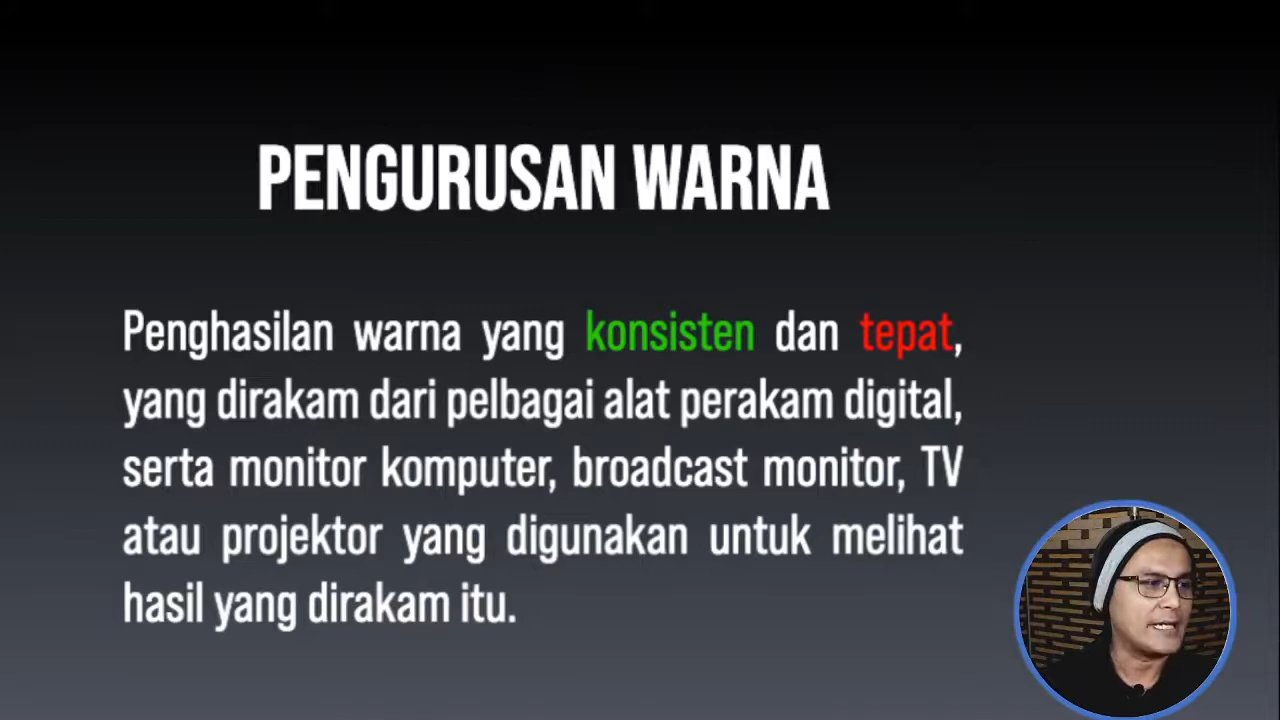 PENGURUSAN WARNA
Penghasilan warna yang konsisten dan tepat,
yang dirakam dari pelbagai alat perakam digital,
serta monitor komputer, broadcast monitor, TV
atau projektor yang digunakan untuk melihat
hasil yang dirakam itu.